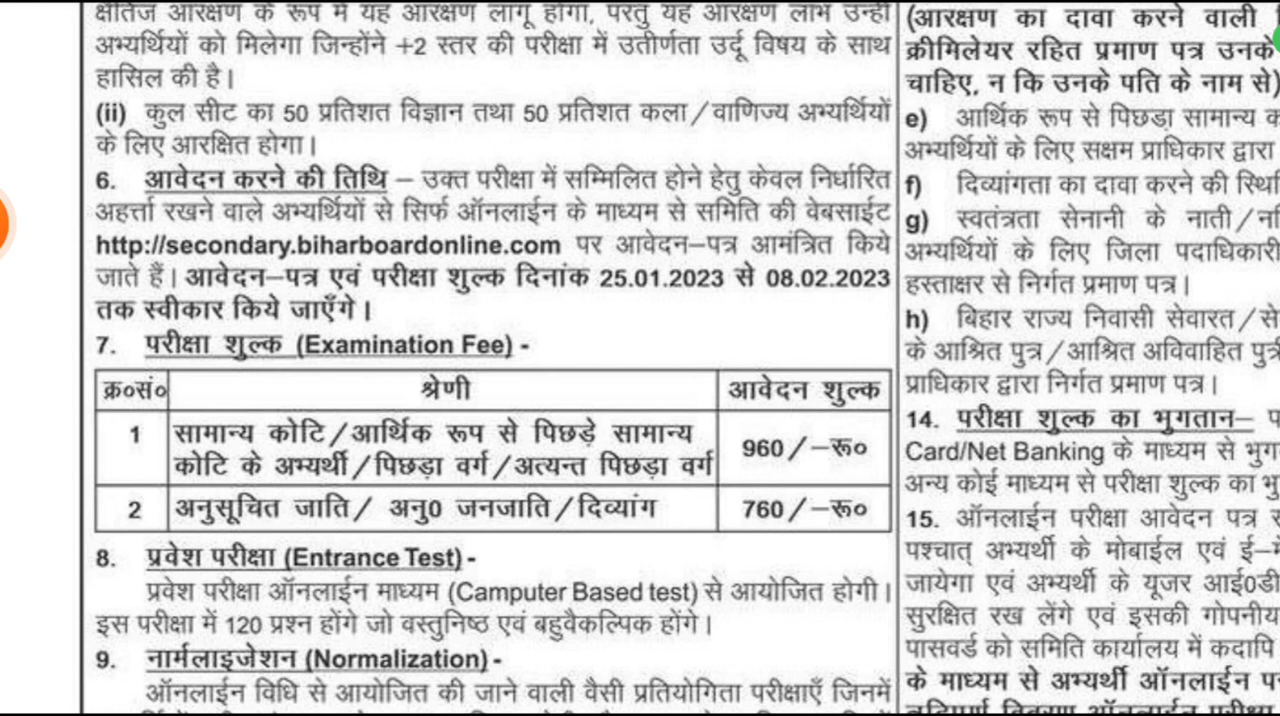 क्षैतिज आरक्षण के रूप में यह आरक्षण लागू होगा, परंतु यह आरक्षण लाभ उन्हीं
अभ्यर्थियों को मिलेगा जिन्होंने +2 स्तर की परीक्षा में उतीर्णता उर्दू विषय के साथ
हासिल की है।
(ii) कुल सीट का 50 प्रतिशत विज्ञान तथा 50 प्रतिशत कला/वाणिज्य अभ्यर्थियों
के लिए आरक्षित होगा।
6. आवेदन करने की तिथि – उक्त परीक्षा में सम्मिलित होने हेतु केवल निर्धारित
अहर्त्ता रखने वाले अभ्यर्थियों से सिर्फ ऑनलाईन के माध्यम से समिति की वेबसाईट
http://secondary.biharboardonline.com पर आवेदन–पत्र आमंत्रित किये
जाते हैं। आवेदन–पत्र एवं परीक्षा शुल्क दिनांक 25.01.2023 से 08.02.2023
तक स्वीकार किये जाएँगे।
7. परीक्षा शुल्क (Examination Fee) -
क्र०सं० श्रेणी आवेदन शुल्क
1 सामान्य कोटि/आर्थिक रूप से पिछड़े सामान्य
कोटि के अभ्यर्थी/पिछड़ा वर्ग/अत्यन्त पिछड़ा वर्ग 960/–रू०
2 अनुसूचित जाति/ अनु0 जनजाति/दिव्यांग 760/–रू०
8. प्रवेश परीक्षा (Entrance Test) -
प्रवेश परीक्षा ऑनलाईन माध्यम (Camputer Based test) से आयोजित होगी।
इस परीक्षा में 120 प्रश्न होंगे जो वस्तुनिष्ठ एवं बहुवैकल्पिक होंगे।
9. नार्मलाइजेशन (Normalization) -
ऑनलाईन विधि से आयोजित की जाने वाली वैसी प्रतियोगिता परीक्षाएँ जिनमें
(आरक्षण का दावा करने वाली
क्रीमिलेयर रहित प्रमाण पत्र उनके
चाहिए, न कि उनके पति के नाम से)
e) आर्थिक रूप से पिछड़ा सामान्य
अभ्यर्थियों के लिए सक्षम प्राधिकार द्वारा
f) दिव्यांगता का दावा करने की
g) स्वतंत्रता सेनानी के नाती/
अभ्यर्थियों के लिए जिला पदाधिकारी
हस्ताक्षर से निर्गत प्रमाण पत्र।
h) बिहार राज्य निवासी सेवारत/
के आश्रित पुत्र/आश्रित अविवाहित
प्राधिकार द्वारा निर्गत प्रमाण पत्र।
14. परीक्षा शुल्क का भुगतान–
Card/Net Banking के माध्यम से
अन्य कोई माध्यम से परीक्षा शुल्क का
15. ऑनलाईन परीक्षा आवेदन पत्र
पश्चात् अभ्यर्थी के मोबाईल एवं
जायेगा एवं अभ्यर्थी के यूजर आई0डी
सुरक्षित रख लेंगे एवं इसकी
पासवर्ड को समिति कार्यालय में कदापि
के माध्यम से अभ्यर्थी ऑनलाईन